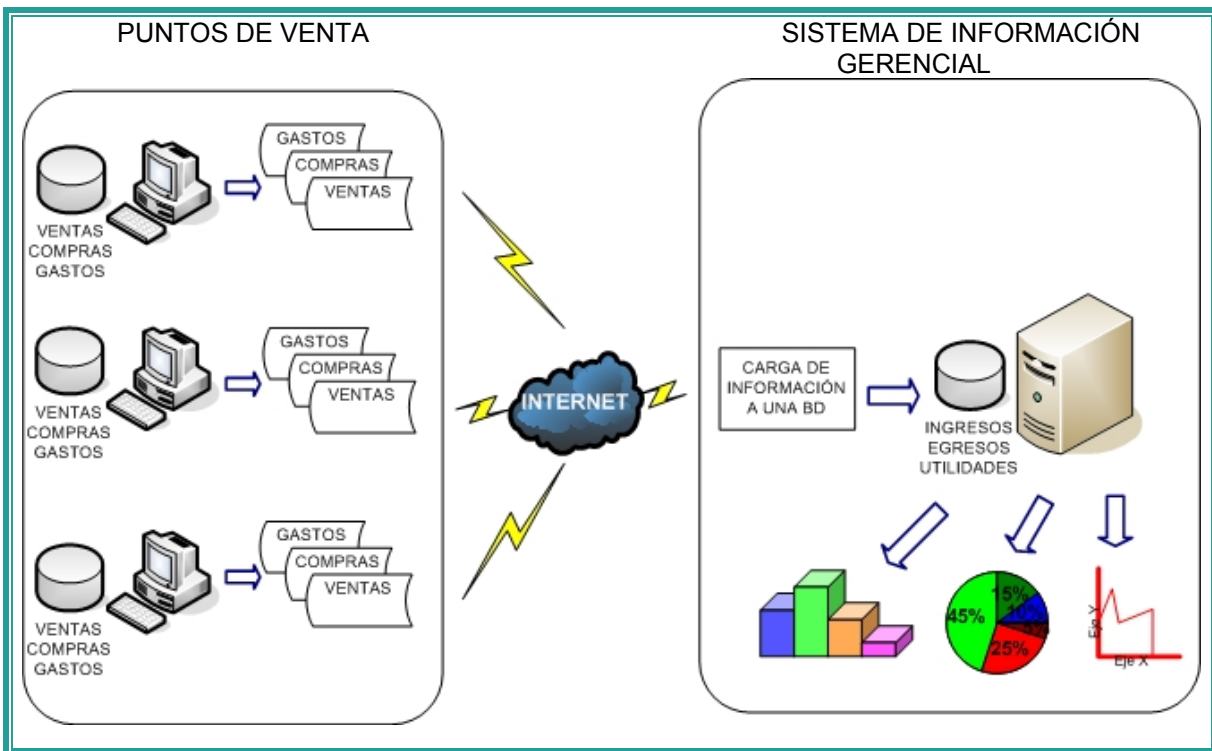 PUNTOS DE VENTA
SISTEMA DE INFORMACIÓN
GERENCIAL
GASTOS
COMPRAS
VENTAS
VENTAS
COMPRAS
GASTOS
GASTOS
COMPRAS
VENTAS
VENTAS
COMPRAS
GASTOS
GASTOS
COMPRAS
VENTAS
VENTAS
COMPRAS
GASTOS
INTERNET
CARGA DE
INFORMACIÓN
A UNA BD
INGRESOS
EGRESOS
UTILIDADES
15%
10%
5%
45%
25%
Eje Y
Eje X